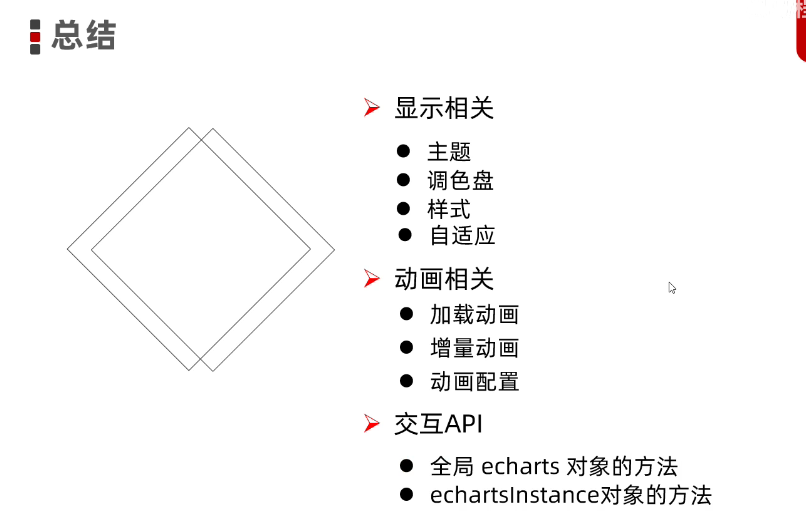 总结
显示相关
主题
调色盘
样式
自适应
动画相关
加载动画
增量动画
动画配置
交互API
全局 echarts 对象的方法
echartsInstance对象的方法